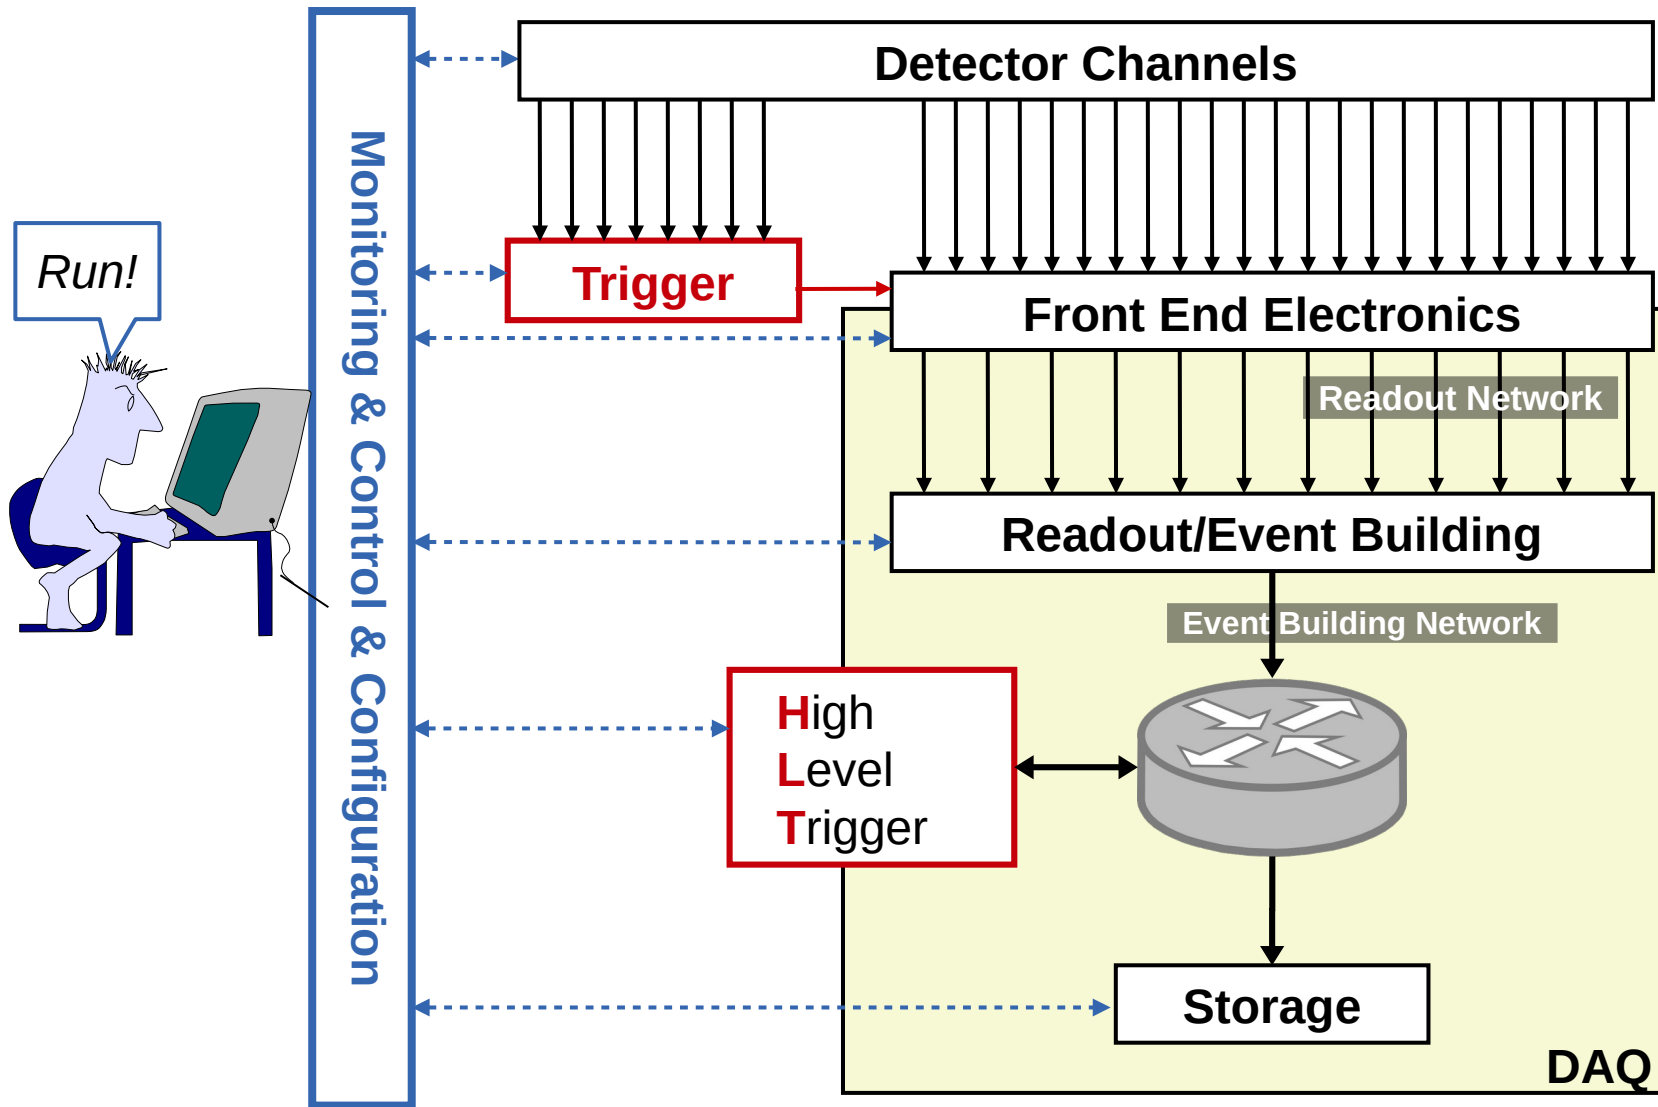 Detector Channels
Monitoring & Control & Configuration
Run!
Trigger
Front End Electronics
Readout Network
Readout/Event Building
Event Building Network
High
Level
Trigger
Storage
DAQ